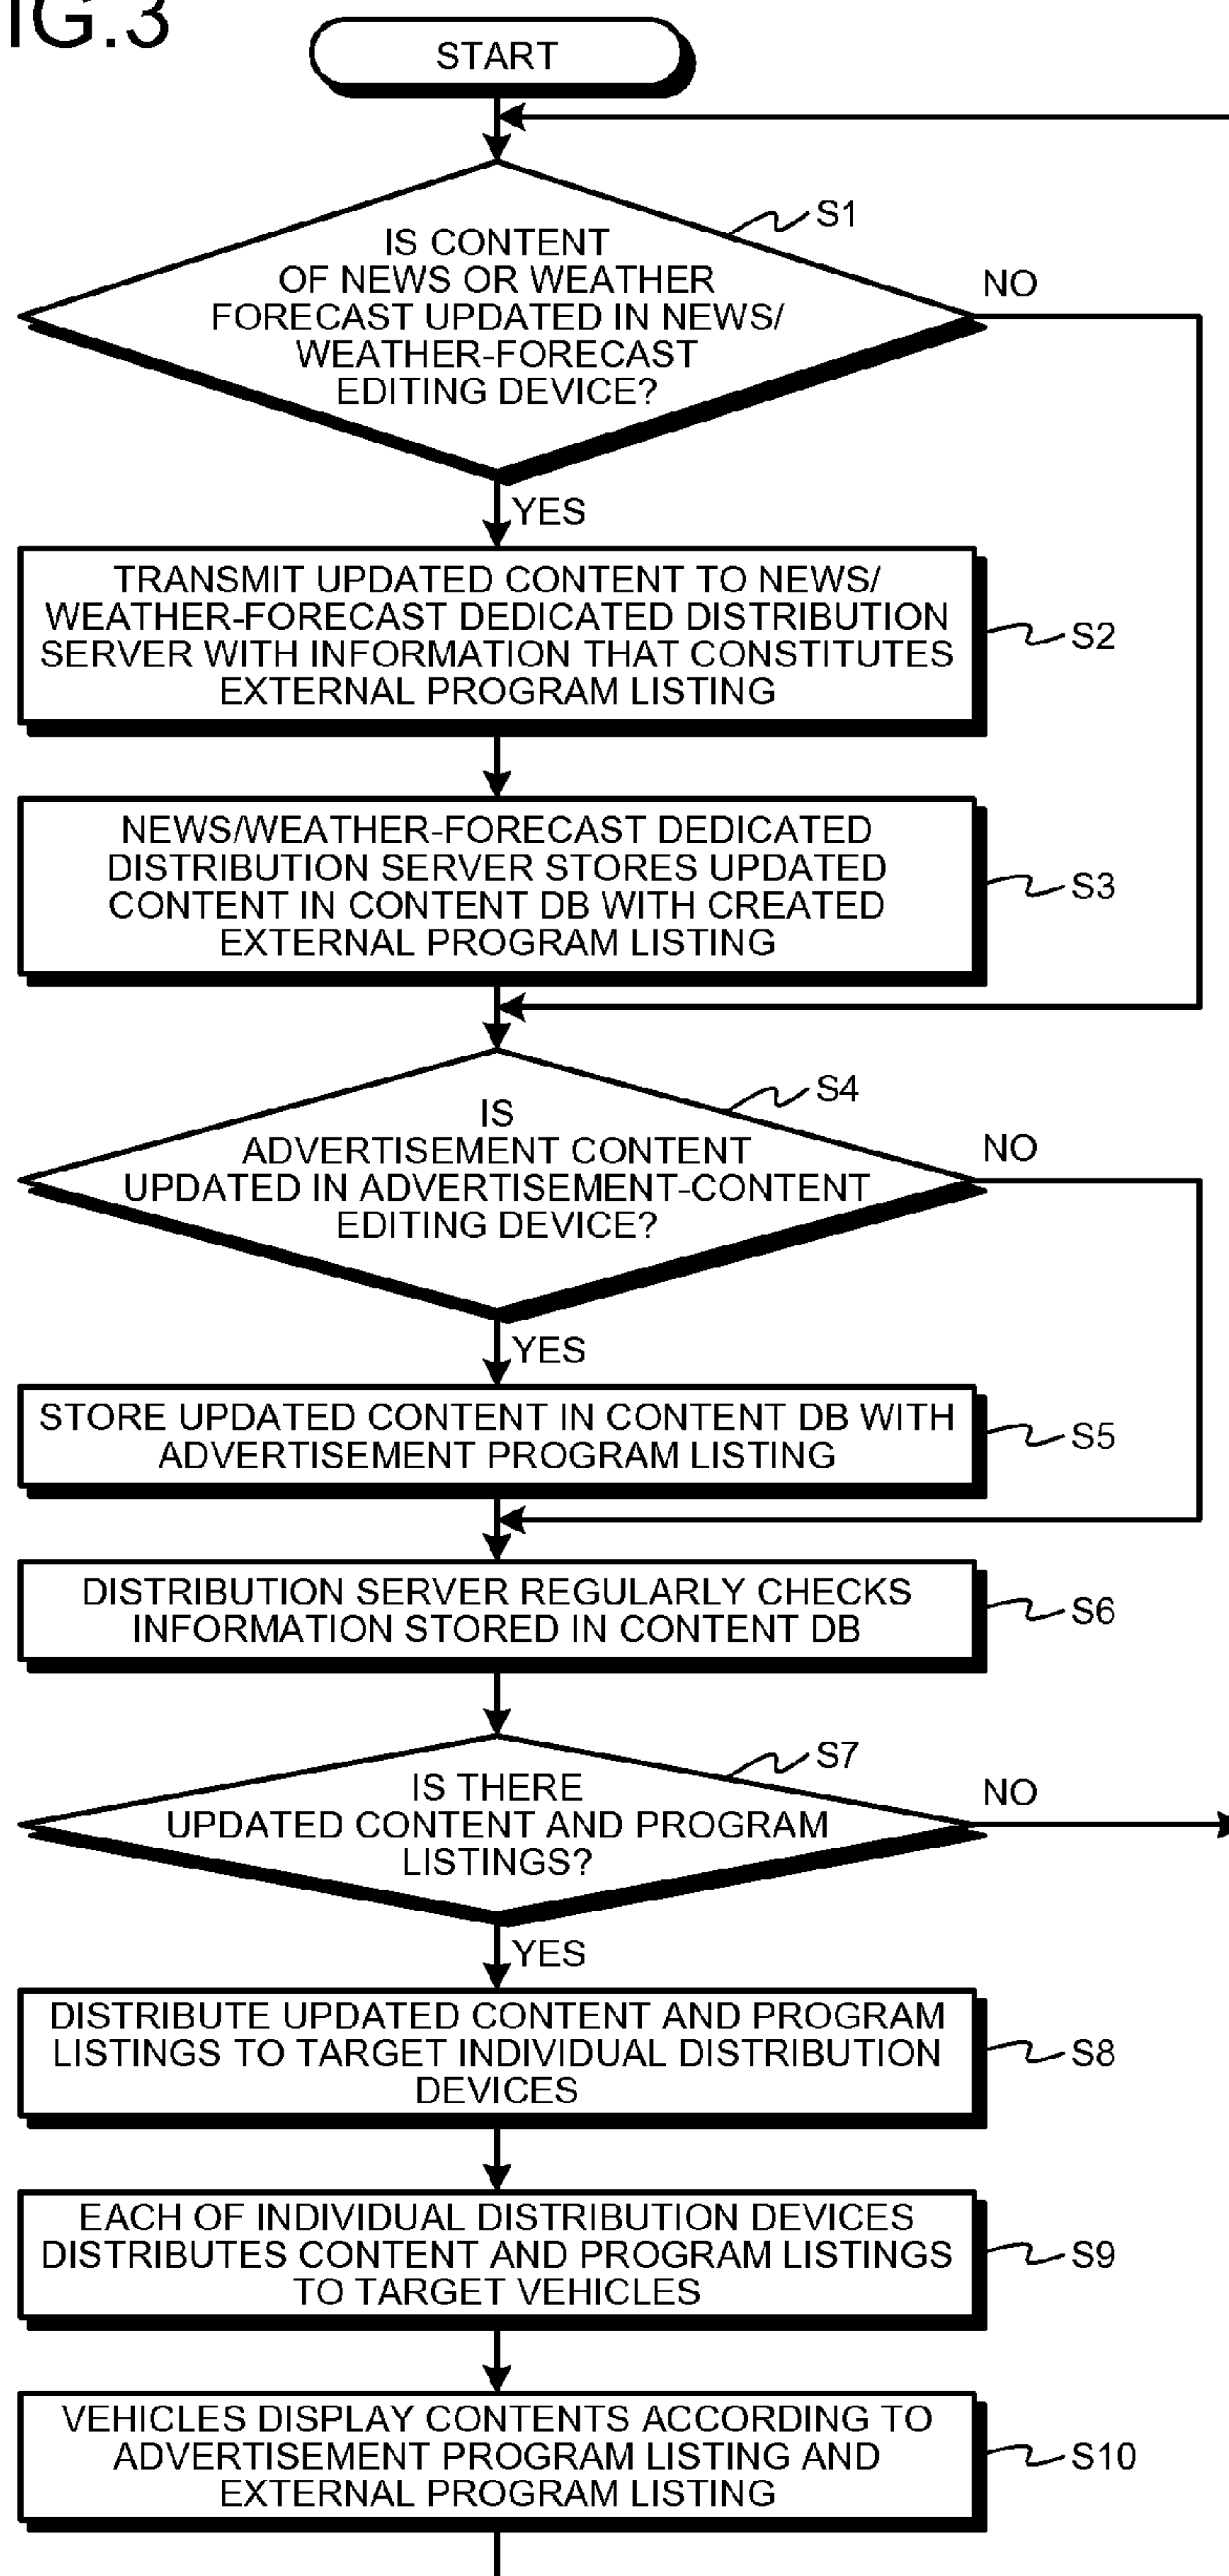 IG.3
START
S1
IS CONTENT
OF NEWS OR WEATHER
FORECAST UPDATED IN NEWS/
WEATHER-FORECAST
EDITING DEVICE?
NO
YES
TRANSMIT UPDATED CONTENT TO NEWS/
WEATHER-FORECAST DEDICATED DISTRIBUTION
SERVER WITH INFORMATION THAT CONSTITUTES
EXTERNAL PROGRAM LISTING
S2
NEWS/WEATHER-FORECAST DEDICATED
DISTRIBUTION SERVER STORES UPDATED
CONTENT IN CONTENT DB WITH CREATED
EXTERNAL PROGRAM LISTING
S3
S4
IS
ADVERTISEMENT CONTENT
UPDATED IN ADVERTISEMENT-CONTENT
EDITING DEVICE?
NO
YES
STORE UPDATED CONTENT IN CONTENT DB WITH
ADVERTISEMENT PROGRAM LISTING
S5
DISTRIBUTION SERVER REGULARLY CHECKS
INFORMATION STORED IN CONTENT DB
S6
S7
IS THERE
UPDATED CONTENT AND PROGRAM
LISTINGS?
NO
YES
DISTRIBUTE UPDATED CONTENT AND PROGRAM
LISTINGS TO TARGET INDIVIDUAL DISTRIBUTION
DEVICES
S8
EACH OF INDIVIDUAL DISTRIBUTION DEVICES
DISTRIBUTES CONTENT AND PROGRAM LISTINGS
TO TARGET VEHICLES
S9
VEHICLES DISPLAY CONTENTS ACCORDING TO
ADVERTISEMENT PROGRAM LISTING AND
EXTERNAL PROGRAM LISTING
S10